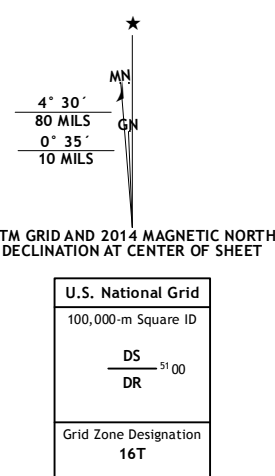 ★
MN
4° 30´
80 MILS
GN
0° 35´
10 MILS
TM GRID AND 2014 MAGNETIC NORTH
DECLINATION AT CENTER OF SHEET
U.S. National Grid
100,000-m Square ID
DS
51 00
DR
Grid Zone Designation
16T